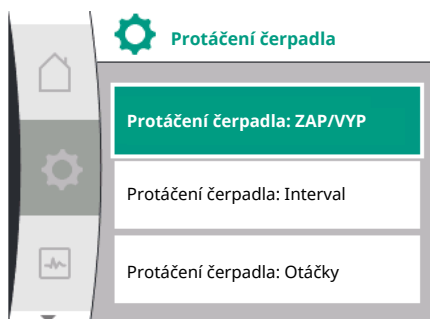 Protáčení čerpadla
Protáčení čerpadla: ZAP/VYP
Protáčení čerpadla: Interval
Protáčení čerpadla: Otáčky